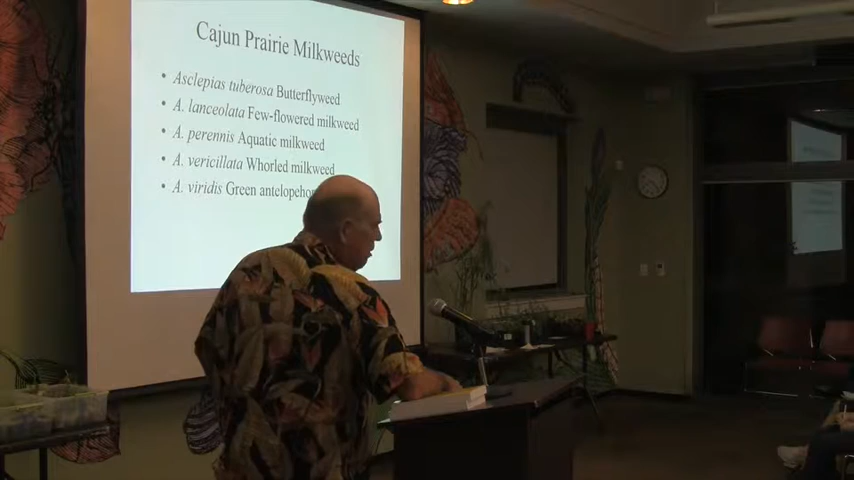 Cajun Prairie Milkweeds
• Asclepias tuberosa Butterflyweed
• A. lanceolata Few-flowered milkweed
• A. perennis Aquatic milkweed
• A. vericillata Whorled milkweed
• A. viridis Green